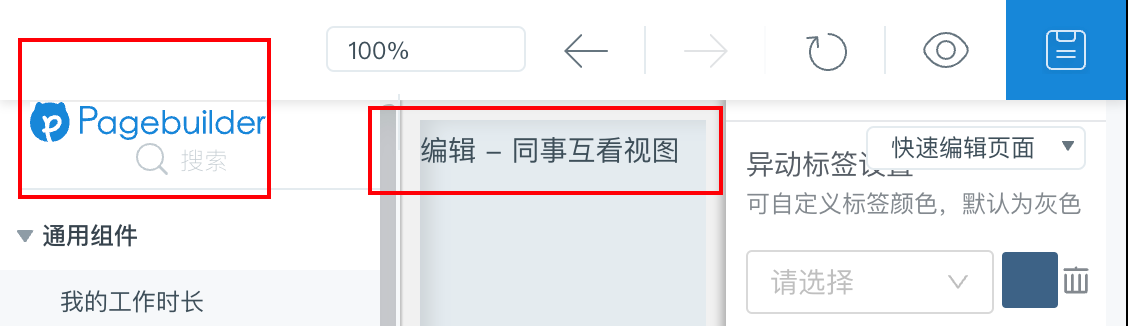 100%
Pagebuilder
搜索
编辑 – 同事互看视图
快速编辑页面
异动标签设置
可自定义标签颜色，默认为灰色
通用组件
请选择
我的工作时长